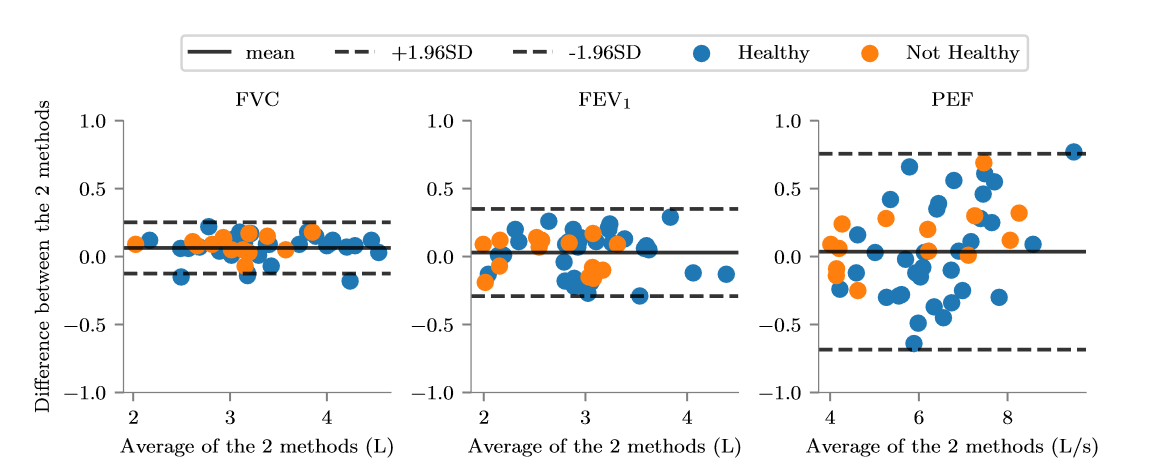 mean +1.96SD -1.96SD Healthy Not Healthy
FVC FEV₁ PEF
Difference between the 2 methods
1.0 0.5 0.0 −0.5 −1.0
2 3 4
Average of the 2 methods (L)
1.0 0.5 0.0 −0.5 −1.0
2 3 4
Average of the 2 methods (L)
1.0 0.5 0.0 −0.5 −1.0
4 6 8
Average of the 2 methods (L/s)